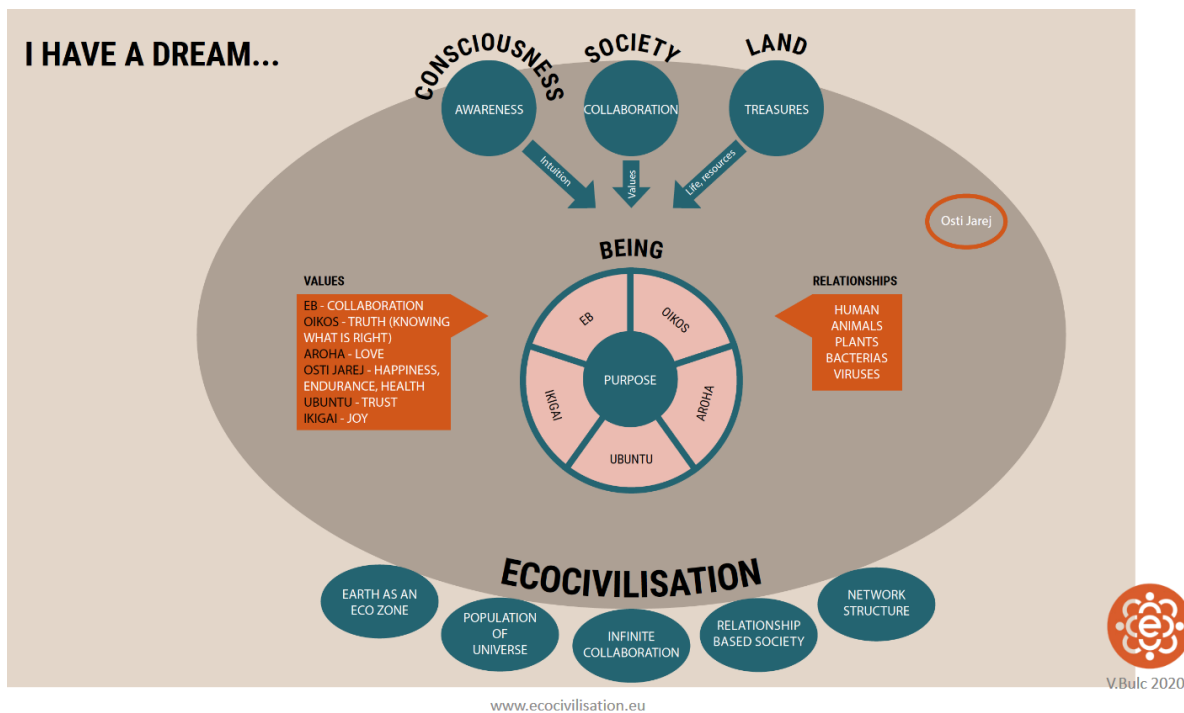 I HAVE A DREAM...
CONSCIOUSNESS
SOCIETY
LAND
AWARENESS
COLLABORATION
TREASURES
Intuition
Values
Life, resources
Osti Jarej
BEING
VALUES
EB - COLLABORATION
OIKOS - TRUTH (KNOWING
WHAT IS RIGHT)
AROHA - LOVE
OSTI JAREJ - HAPPINESS,
ENDURANCE, HEALTH
UBUNTU - TRUST
IKIGAI - JOY
EB
OIKOS
PURPOSE
IKIGAI
AROHA
UBUNTU
RELATIONSHIPS
HUMAN
ANIMALS
PLANTS
BACTERIAS
VIRUSES
ECOCIVILISATION
EARTH AS AN
ECO ZONE
POPULATION
OF
UNIVERSE
INFINITE
COLLABORATION
RELATIONSHIP
BASED SOCIETY
NETWORK
STRUCTURE
e
V.Bulc 2020
www.ecocivilisation.eu